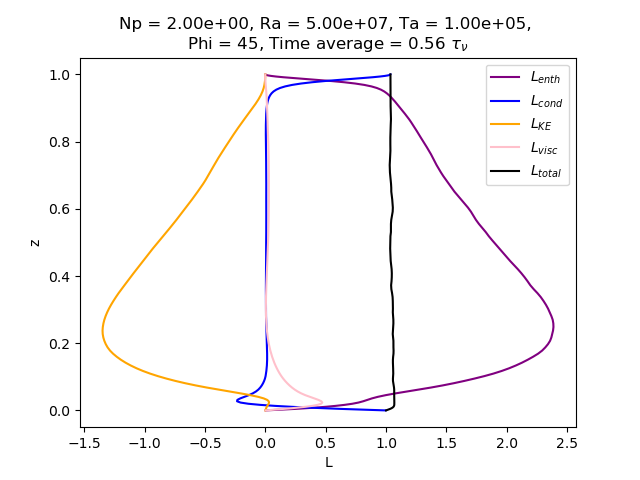 Np = 2.00e+00, Ra = 5.00e+07, Ta = 1.00e+05,
Phi = 45, Time average = 0.56 τν
1.0
0.8
0.6
0.4
0.2
0.0
z
L_enth
L_cond
L_KE
L_visc
L_total
−1.5 −1.0 −0.5 0.0 0.5 1.0 1.5 2.0 2.5
L